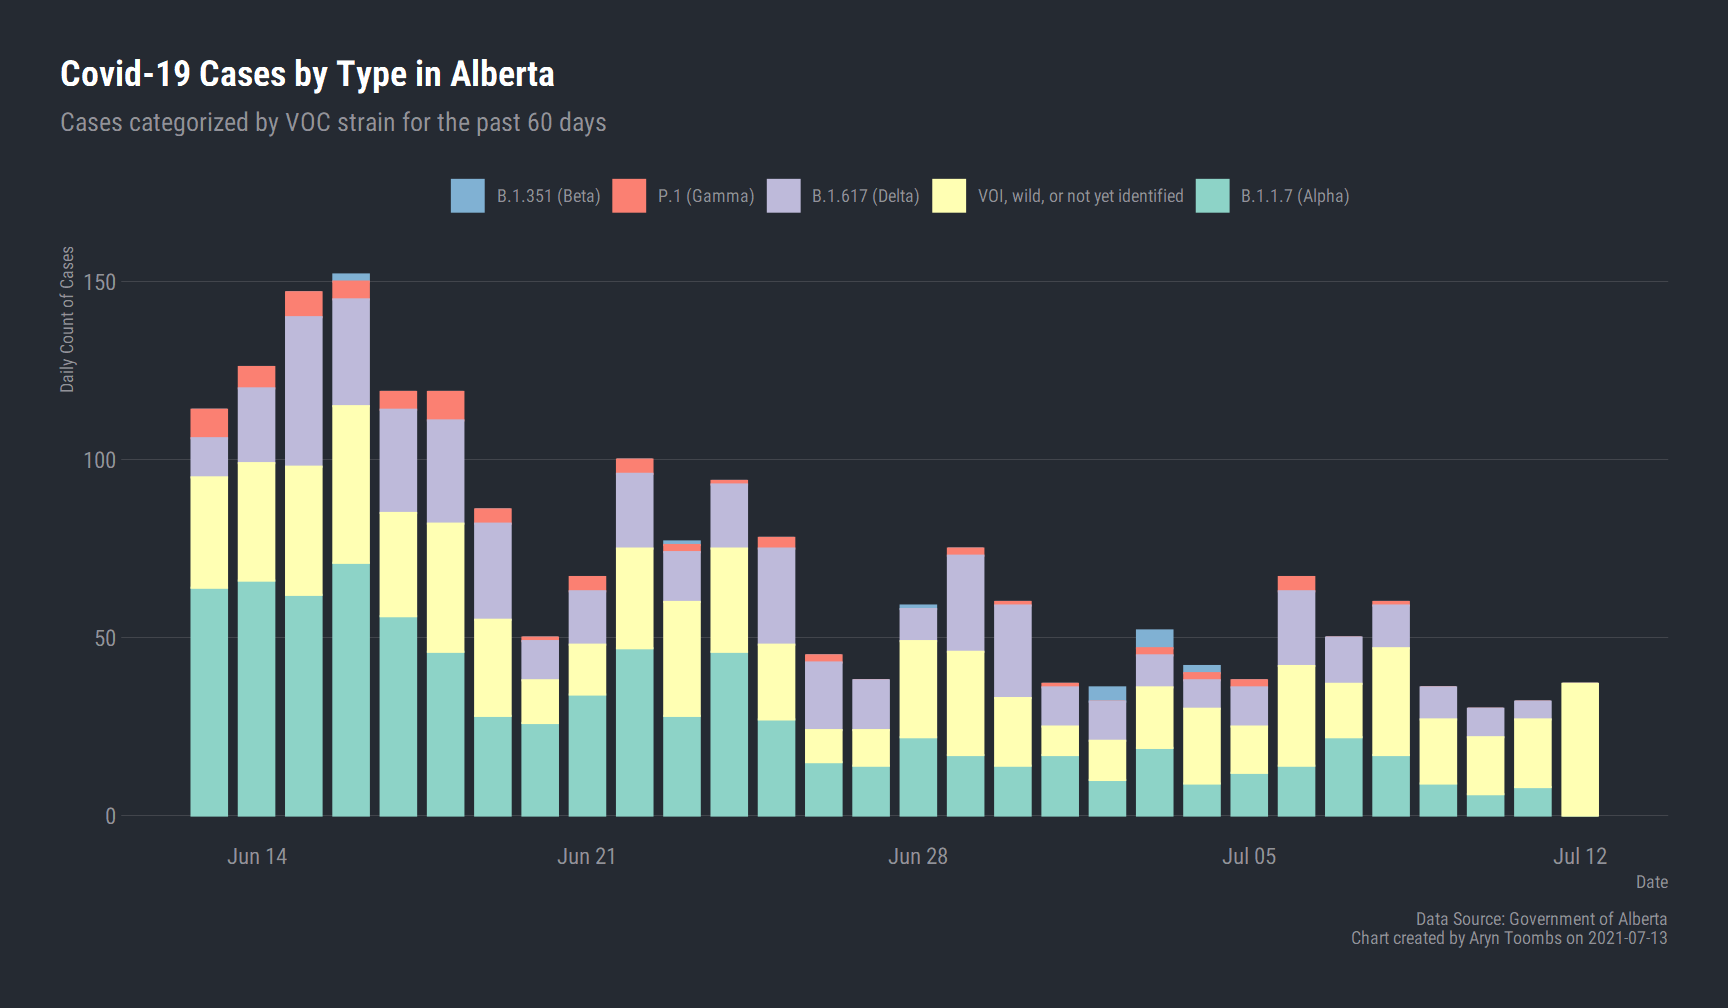 Covid-19 Cases by Type in Alberta
Cases categorized by VOC strain for the past 60 days
B.1.351 (Beta) P.1 (Gamma) B.1.617 (Delta) VOI, wild, or not yet identified B.1.1.7 (Alpha)
Daily Count of Cases
150
100
50
0
Jun 14 Jun 21 Jun 28 Jul 05 Jul 12
Date
Data Source: Government of Alberta
Chart created by Aryn Toombs on 2021-07-13